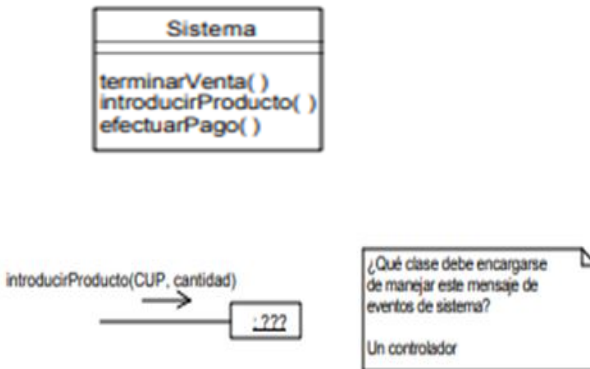 Sistema
terminarVenta( )
introducirProducto( )
efectuarPago( )
introducirProducto(CUP, cantidad)
: ???
¿Qué clase debe encargarse
de manejar este mensaje de
eventos de sistema?
Un controlador